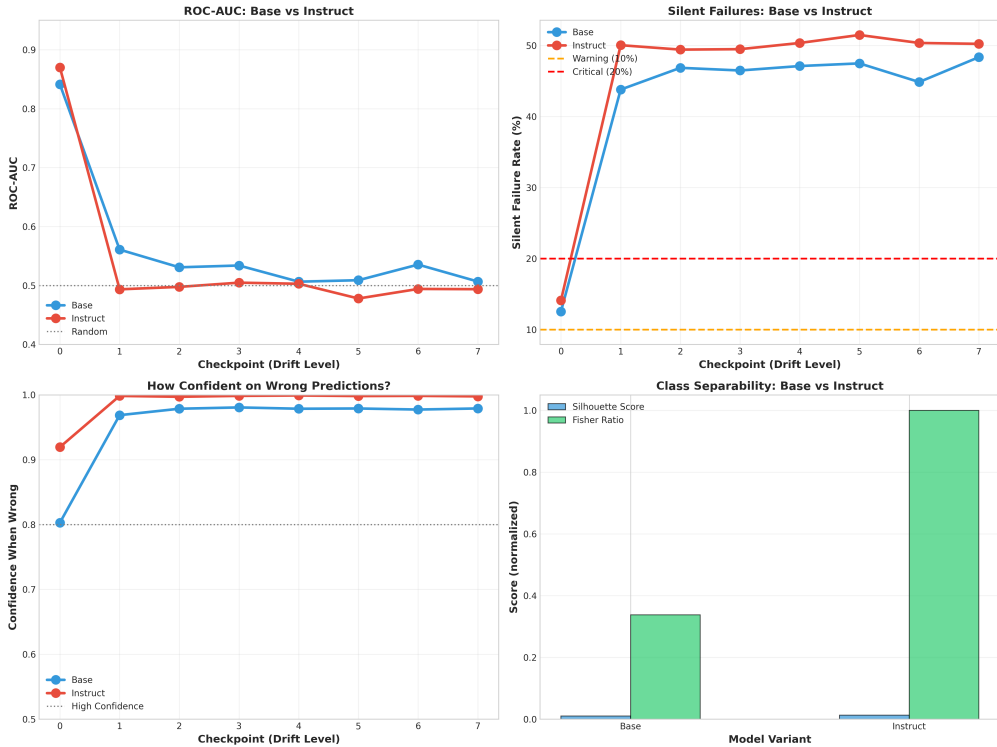 ROC-AUC: Base vs Instruct
ROC-AUC
0.9
0.8
0.7
0.6
0.5
0.4
Base
Instruct
Random
0 1 2 3 4 5 6 7
Checkpoint (Drift Level)
Silent Failures: Base vs Instruct
Silent Failure Rate (%)
50
40
30
20
10
Base
Instruct
Warning (10%)
Critical (20%)
0 1 2 3 4 5 6 7
Checkpoint (Drift Level)
How Confident on Wrong Predictions?
Confidence When Wrong
1.0
0.9
0.8
0.7
0.6
0.5
Base
Instruct
High Confidence
0 1 2 3 4 5 6 7
Checkpoint (Drift Level)
Class Separability: Base vs Instruct
Score (normalized)
1.0
0.8
0.6
0.4
0.2
0.0
Silhouette Score
Fisher Ratio
Base Instruct
Model Variant